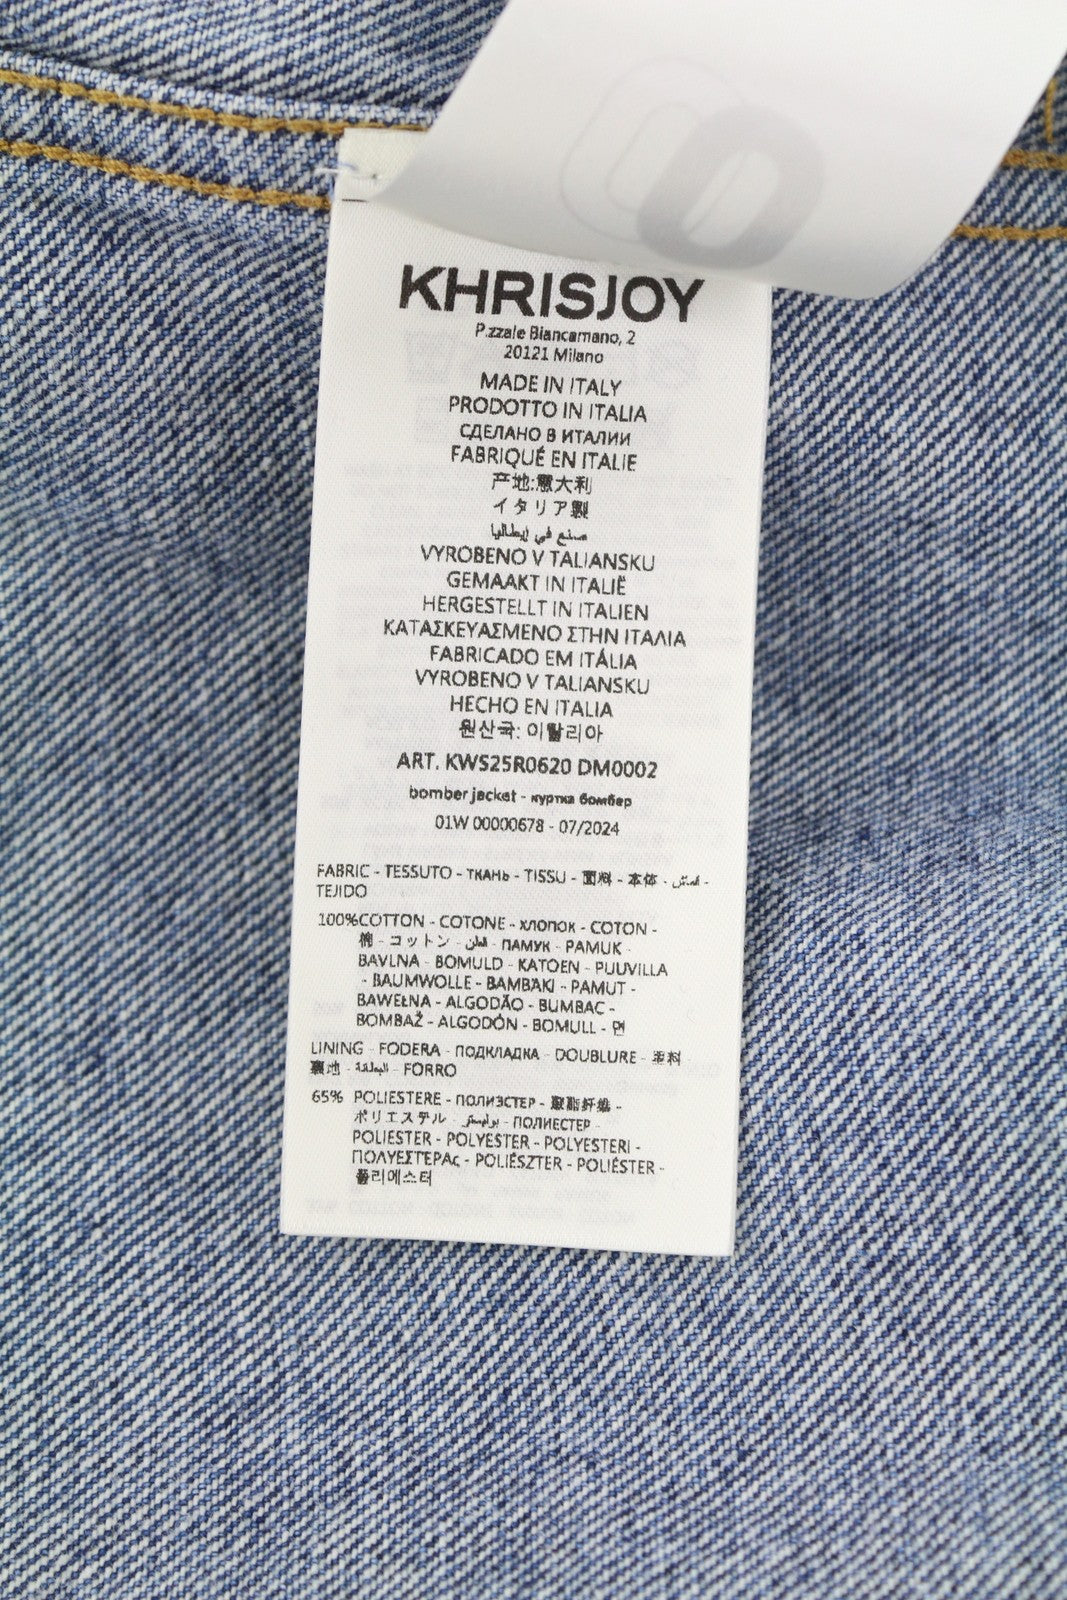 KHRISJOY
P.zzale Biancamano, 2
20121 Milano
MADE IN ITALY
PRODOTTO IN ITALIA
СДЕЛАНО В ИТАЛИИ
FABRIQUÉ EN ITALIE
产地:意大利
イタリア製
صنع في إيطاليا
VYROBENO V TALIANSKU
GEMAAKT IN ITALIË
HERGESTELLT IN ITALIEN
ΚΑΤΑΣΚΕΥΑΣΜΕΝΟ ΣΤΗΝ ΙΤΑΛΙΑ
FABRICADO EM ITÁLIA
VYROBENO V TALIANSKU
HECHO EN ITALIA
원산국: 이탈리아
ART. KWS25R0620 DM0002
bomber jacket - куртка бомбер
01W 00000678 - 07/2024
FABRIC - TESSUTO - ТКАНЬ - TISSU - 面料 - 本体 - قماش -
TEJIDO
100%COTTON - COTONE - ХЛОПОК - COTON -
棉 - コットン - قطن - ПАМУК - PAMUK -
BAVLNA - BOMULD - KATOEN - PUUVILLA
- BAUMWOLLE - BAMBAKI - PAMUT -
BAWEŁNA - ALGODÃO - BUMBAC -
BOMBAŽ - ALGODÓN - BOMULL - 면
LINING - FODERA - ПОДКЛАДКА - DOUBLURE - 里料
裏地 - البطانة - FORRO
65% POLIESTERE - ПОЛИЭСТЕР - 聚酯纤维 -
ポリエステル - بوليستر - ПОЛИЕСТЕР -
POLIESTER - POLYESTER - POLYESTERI -
ΠΟΛΥΕΣΤΕΡΑς - POLIÉSZTER - POLIÉSTER -
폴리에스터